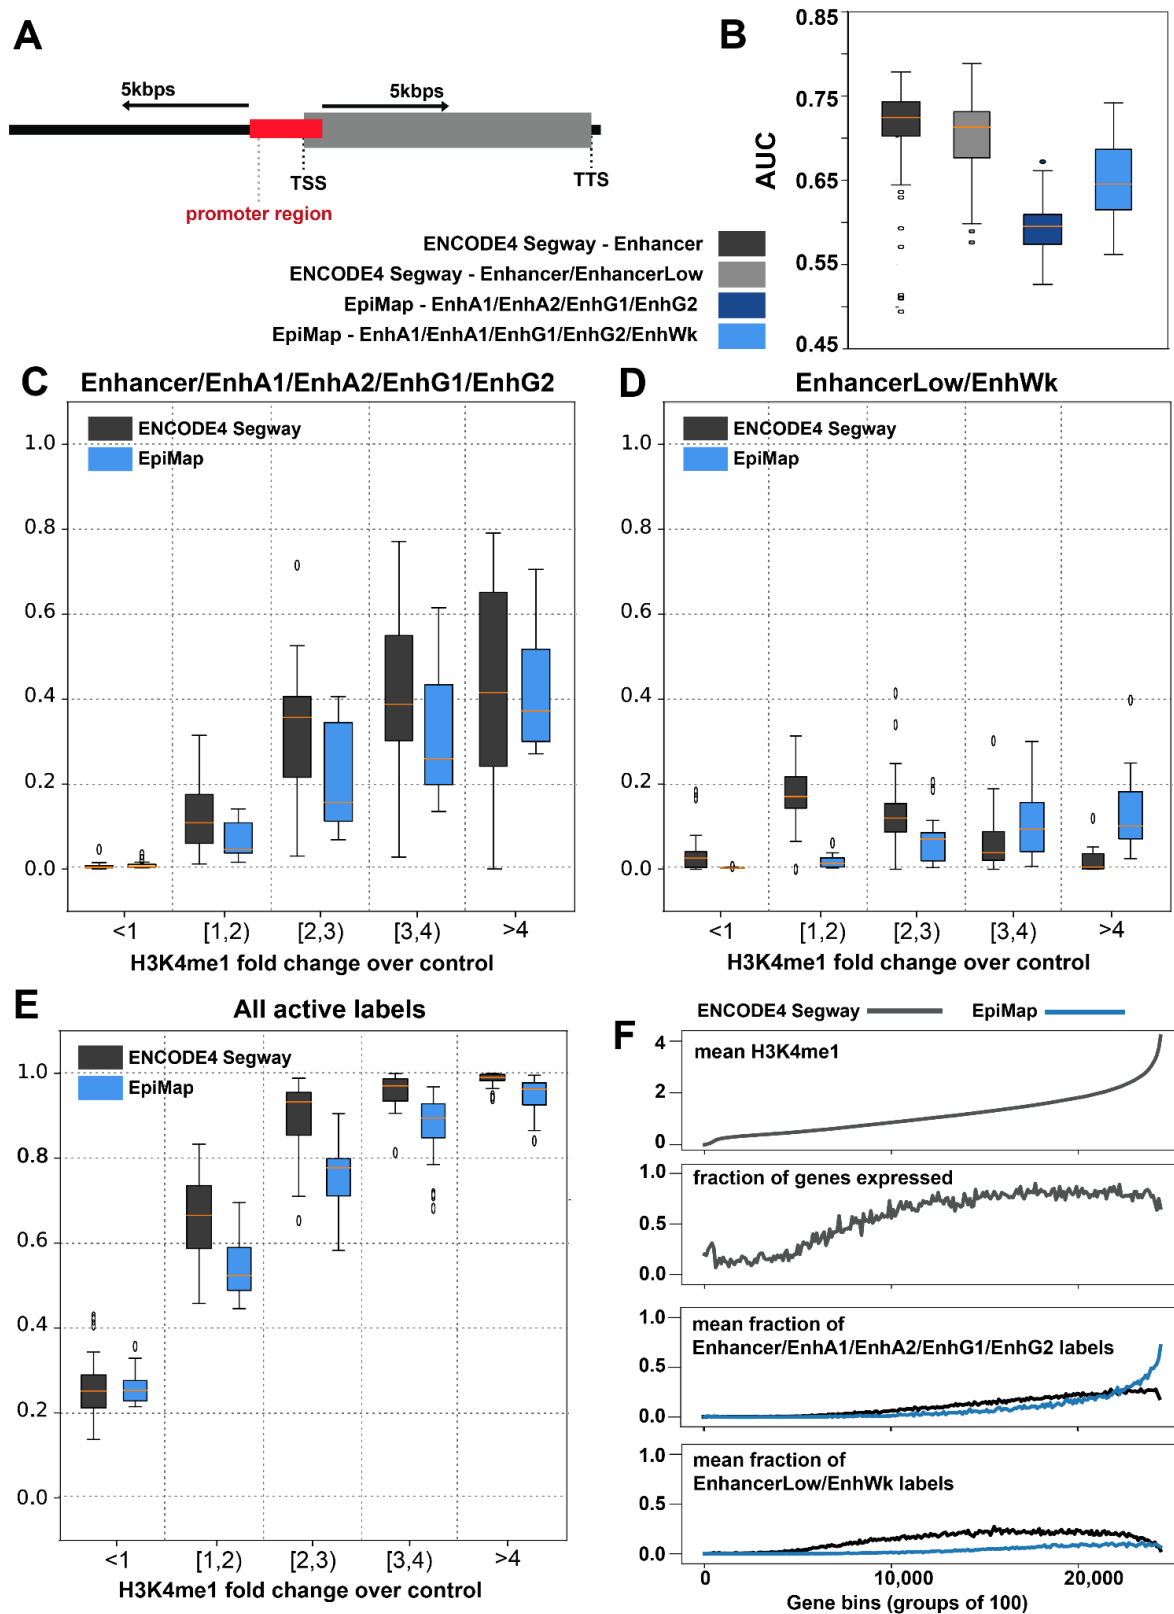 A
5kbps
5kbps
TSS
TTS
promoter region
B
AUC
0.85
0.75
0.65
0.55
0.45
ENCODE4 Segway - Enhancer
ENCODE4 Segway - Enhancer/EnhancerLow
EpiMap - EnhA1/EnhA2/EnhG1/EnhG2
EpiMap - EnhA1/EnhA1/EnhG1/EnhG2/EnhWk
C
Enhancer/EnhA1/EnhA2/EnhG1/EnhG2
ENCODE4 Segway
EpiMap
1.0
0.8
0.6
0.4
0.2
0.0
<1 [1,2) [2,3) [3,4) >4
H3K4me1 fold change over control
D
EnhancerLow/EnhWk
ENCODE4 Segway
EpiMap
1.0
0.8
0.6
0.4
0.2
0.0
<1 [1,2) [2,3) [3,4) >4
H3K4me1 fold change over control
E
All active labels
ENCODE4 Segway
EpiMap
1.0
0.8
0.6
0.4
0.2
0.0
<1 [1,2) [2,3) [3,4) >4
H3K4me1 fold change over control
F
ENCODE4 Segway EpiMap
mean H3K4me1
4
2
0
fraction of genes expressed
1.0
0.5
0.0
mean fraction of
Enhancer/EnhA1/EnhA2/EnhG1/EnhG2 labels
1.0
0.5
0.0
mean fraction of
EnhancerLow/EnhWk labels
1.0
0.5
0.0
0 10,000 20,000
Gene bins (groups of 100)